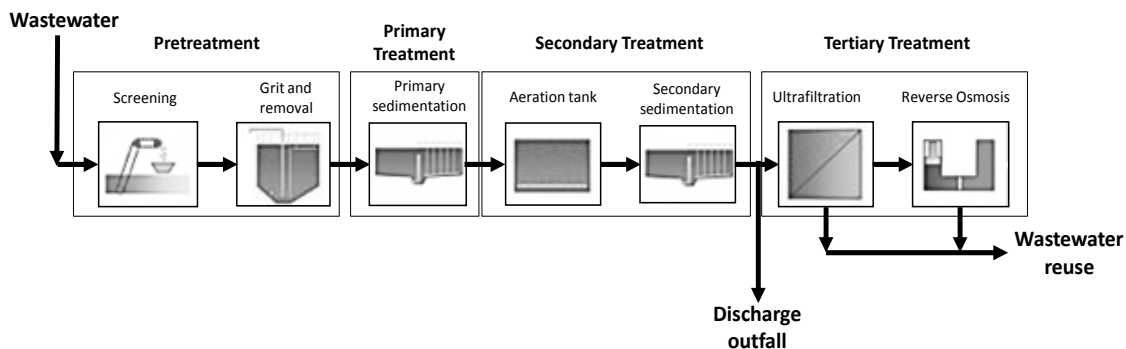 Wastewater
Pretreatment
Primary
Treatment
Secondary Treatment
Tertiary Treatment
Screening
Grit and
removal
Primary
sedimentation
Aeration tank
Secondary
sedimentation
Ultrafiltration
Reverse Osmosis
Wastewater
reuse
Discharge
outfall